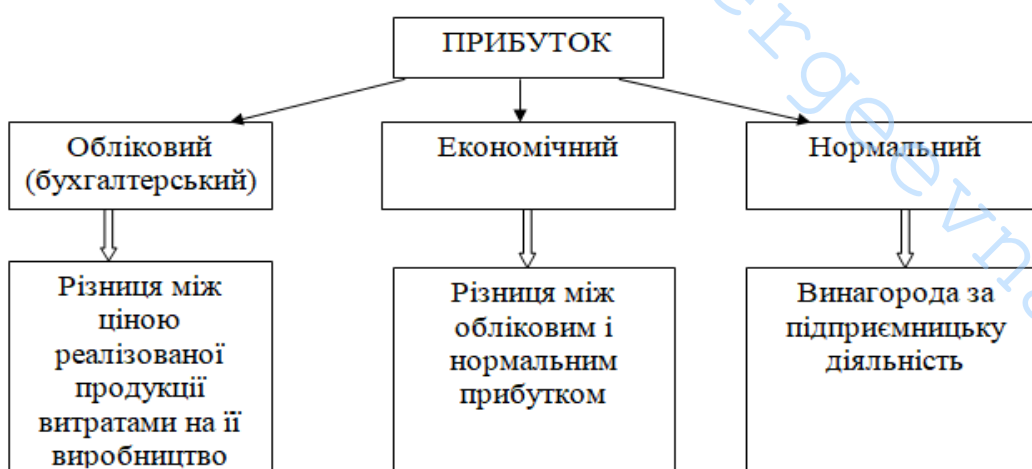 ПРИБУТОК
Обліковий
(бухгалтерський)
Економічний
Нормальний
Різниця між
ціною
реалізованої
продукції
витратами на її
виробництво
Різниця між
обліковим і
нормальним
прибутком
Винагорода за
підприємницьку
діяльність
ergeevna